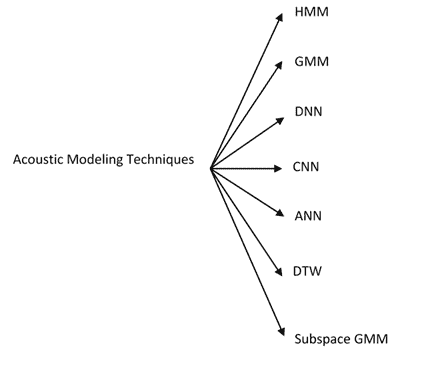 HMM
GMM
DNN
Acoustic Modeling Techniques
CNN
ANN
DTW
Subspace GMM